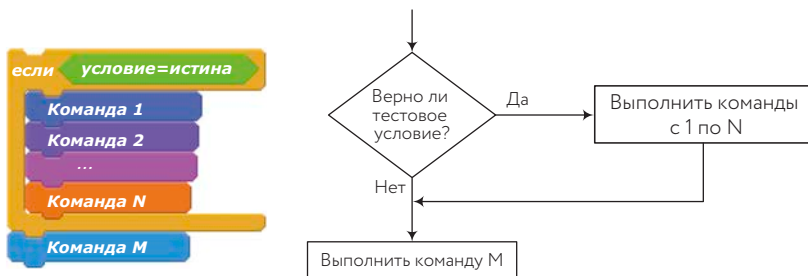 если условие=истина
Команда 1
Команда 2
...
Команда N
Команда M
Верно ли
тестовое
условие?
Да
Выполнить команды
с 1 по N
Нет
Выполнить команду M